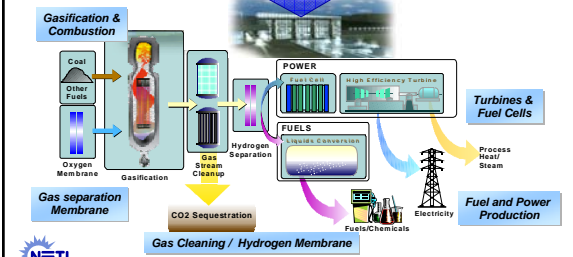 Gasification &
Combustion
Coal
Other
Fuels
Oxygen
Membrane
Gasification
Gas
Stream
Cleanup
Hydrogen
Separation
POWER
Fuel Cell
High Efficiency Turbine
FUELS
Liquids Conversion
Turbines &
Fuel Cells
Process
Heat/
Steam
Electricity
Fuels/Chemicals
Fuel and Power
Production
Gas separation
Membrane
CO2 Sequestration
Gas Cleaning / Hydrogen Membrane
NETL